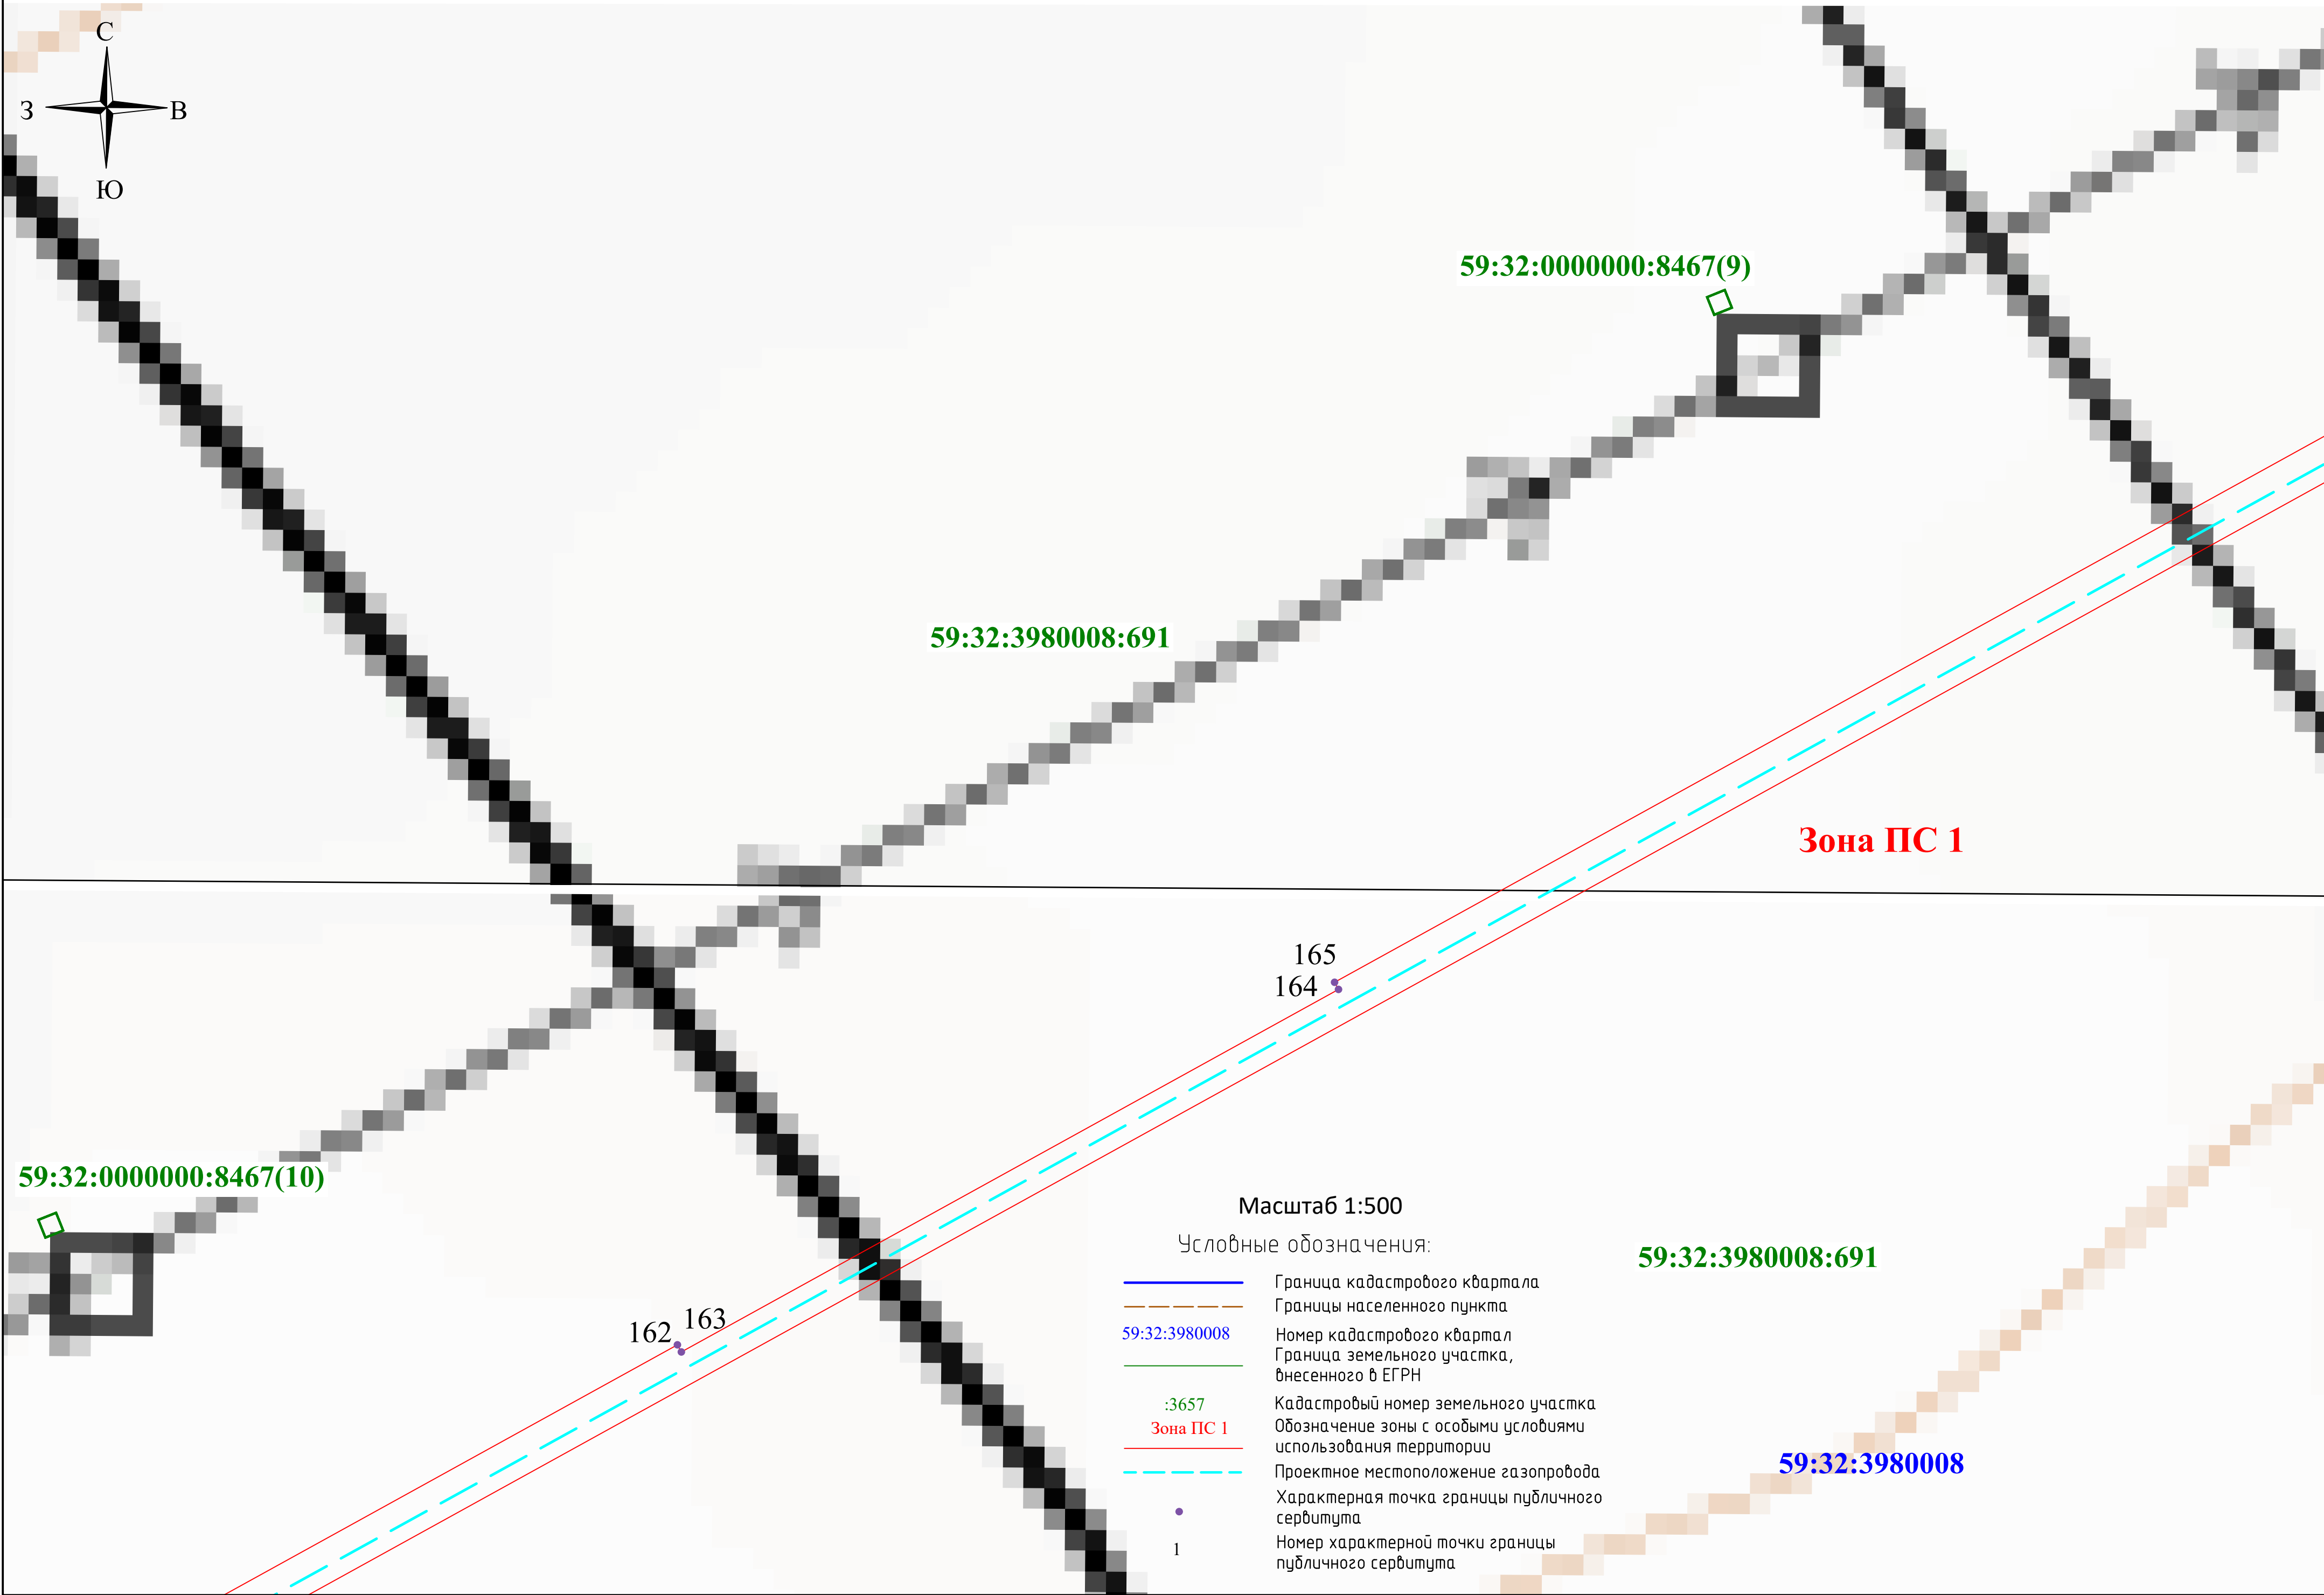 С
З
В
Ю
59:32:0000000:8467(9)
59:32:3980008:691
Зона ПС 1
165
164
59:32:0000000:8467(10)
162
163
Масштаб 1:500
Условные обозначения:
Граница кадастрового квартала
Границы населенного пункта
59:32:3980008
Номер кадастрового квартал
Граница земельного участка,
внесенного в ЕГРН
:3657
Кадастровый номер земельного участка
Зона ПС 1
Обозначение зоны с особыми условиями
использования территории
Проектное местоположение газопровода
Характерная точка границы публичного
сервитута
1
Номер характерной точки границы
публичного сервитута
59:32:3980008:691
59:32:3980008